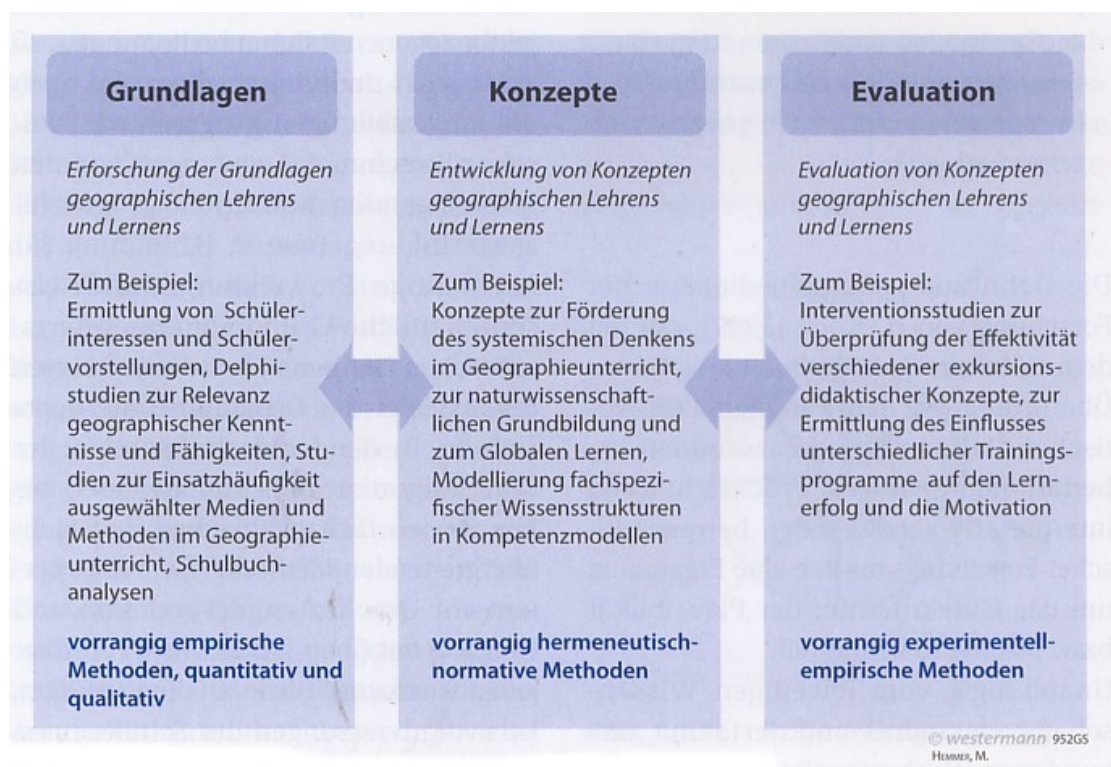 Grundlagen
Erforschung der Grundlagen
geographischen Lehrens
und Lernens
Zum Beispiel:
Ermittlung von Schüler-
interessen und Schüler-
vorstellungen, Delphi-
studien zur Relevanz
geographischer Kennt-
nisse und Fähigkeiten, Stu-
dien zur Einsatzhäufigkeit
ausgewählter Medien und
Methoden im Geographie-
unterricht, Schulbuch-
analysen
vorrangig empirische
Methoden, quantitativ und
qualitativ
Konzepte
Entwicklung von Konzepten
geographischen Lehrens
und Lernens
Zum Beispiel:
Konzepte zur Förderung
des systemischen Denkens
im Geographieunterricht,
zur naturwissenschaft-
lichen Grundbildung und
zum Globalen Lernen,
Modellierung fachspezi-
fischer Wissensstrukturen
in Kompetenzmodellen
vorrangig hermeneutisch-
normative Methoden
Evaluation
Evaluation von Konzepten
geographischen Lehrens
und Lernens
Zum Beispiel:
Interventionsstudien zur
Überprüfung der Effektivität
verschiedener exkursions-
didaktischer Konzepte, zur
Ermittlung des Einflusses
unterschiedlicher Trainings-
programme auf den Lern-
erfolg und die Motivation
vorrangig experimentell-
empirische Methoden
© westermann 952GS
HEMMER, M.